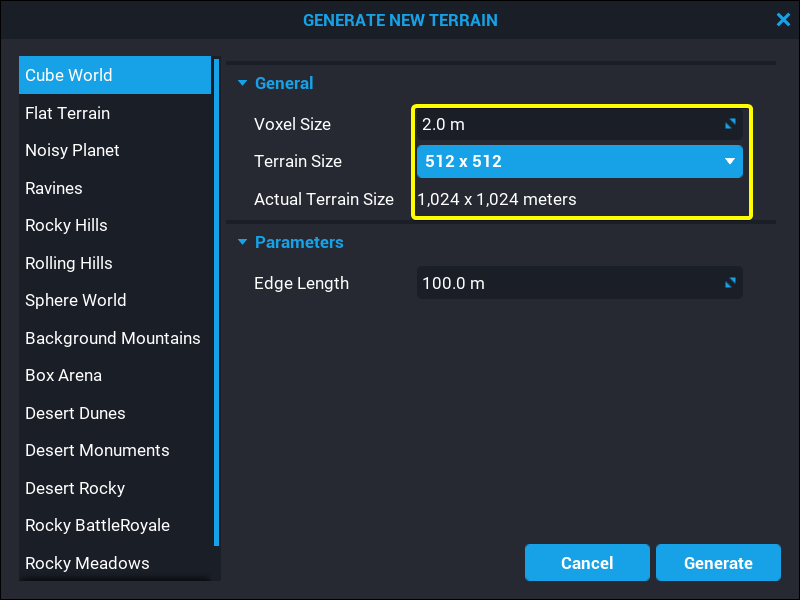 GENERATE NEW TERRAIN
Cube World
Flat Terrain
Noisy Planet
Ravines
Rocky Hills
Rolling Hills
Sphere World
Background Mountains
Box Arena
Desert Dunes
Desert Monuments
Desert Rocky
Rocky BattleRoyale
Rocky Meadows
General
Voxel Size 2.0 m
Terrain Size 512 x 512
Actual Terrain Size 1,024 x 1,024 meters
Parameters
Edge Length 100.0 m
Cancel Generate